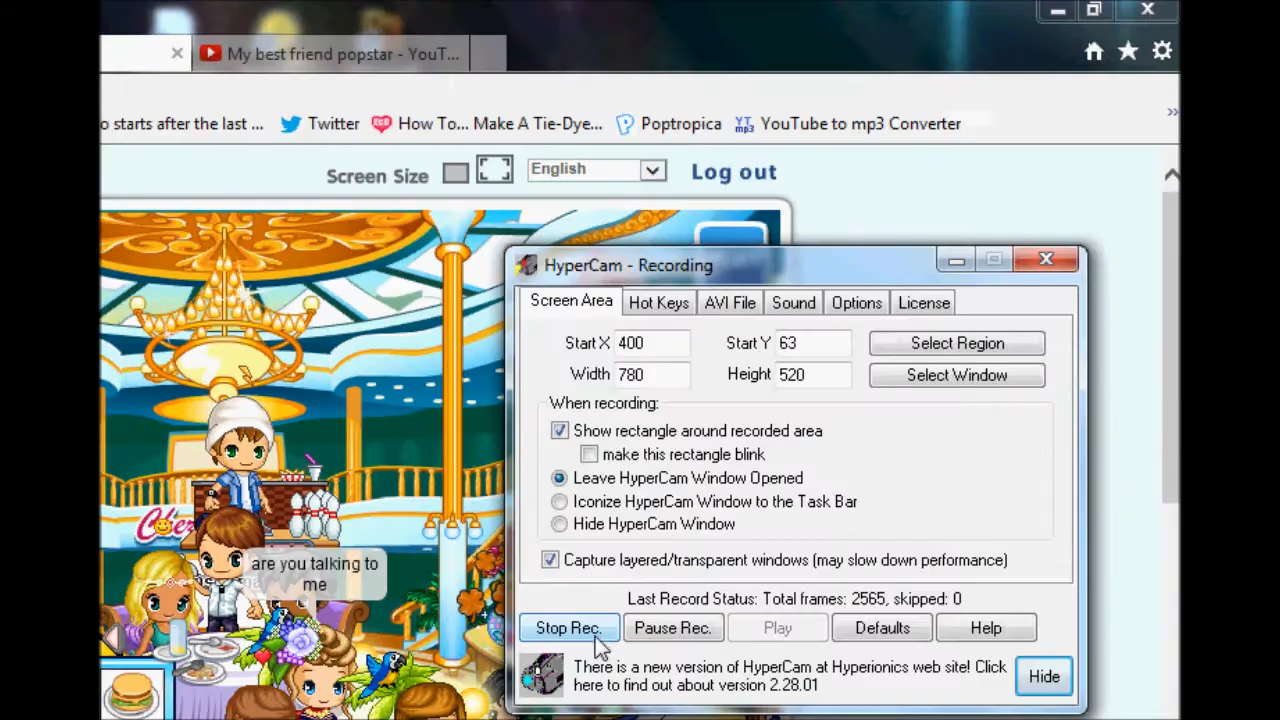 My best friend popstar - YouT...
o starts after the last ...
Twitter
How To... Make A Tie-Dye...
Poptropica
YouTube to mp3 Converter
Screen Size
English
Log out
HyperCam - Recording
Screen Area
Hot Keys
AVI File
Sound
Options
License
Start X 400
Start Y 63
Select Region
Width 780
Height 520
Select Window
When recording:
Show rectangle around recorded area
make this rectangle blink
Leave HyperCam Window Opened
Iconize HyperCam Window to the Task Bar
Hide HyperCam Window
Capture layered/transparent windows (may slow down performance)
Last Record Status: Total frames: 2565, skipped: 0
Stop Rec.
Pause Rec.
Play
Defaults
Help
There is a new version of HyperCam at Hyperionics web site! Click
here to find out about version 2.28.01
Hide
are you talking to
me